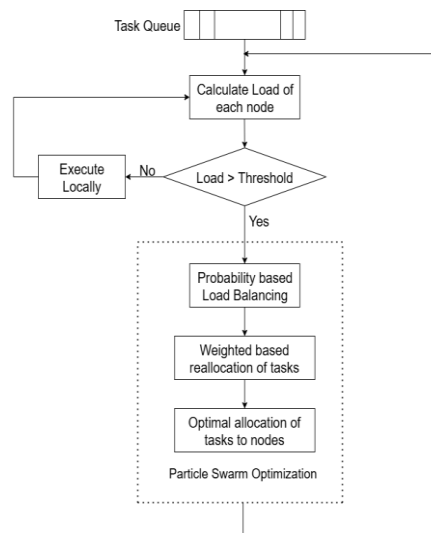 Task Queue
Calculate Load of
each node
Execute
Locally
No
Load > Threshold
Yes
Probability based
Load Balancing
Weighted based
reallocation of tasks
Optimal allocation of
tasks to nodes
Particle Swarm Optimization